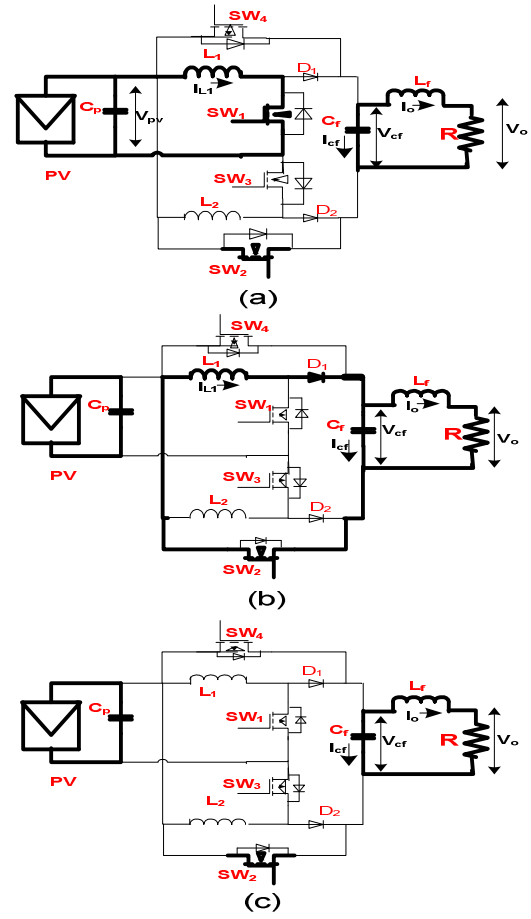 SW₄
L₁
D₁
Lf
I_L1
Io
Cp
Vpv
SW₁
Cf
Icf
Vcf
R
Vo
PV
SW₃
L₂
D₂
SW₂
(a)
SW₄
L₁
D₁
Lf
I_L1
Io
Cp
SW₁
Cf
Icf
Vcf
R
Vo
PV
SW₃
L₂
D₂
SW₂
(b)
SW₄
L₁
D₁
Lf
Io
Cp
SW₁
Cf
Icf
Vcf
R
Vo
PV
SW₃
L₂
D₂
SW₂
(c)